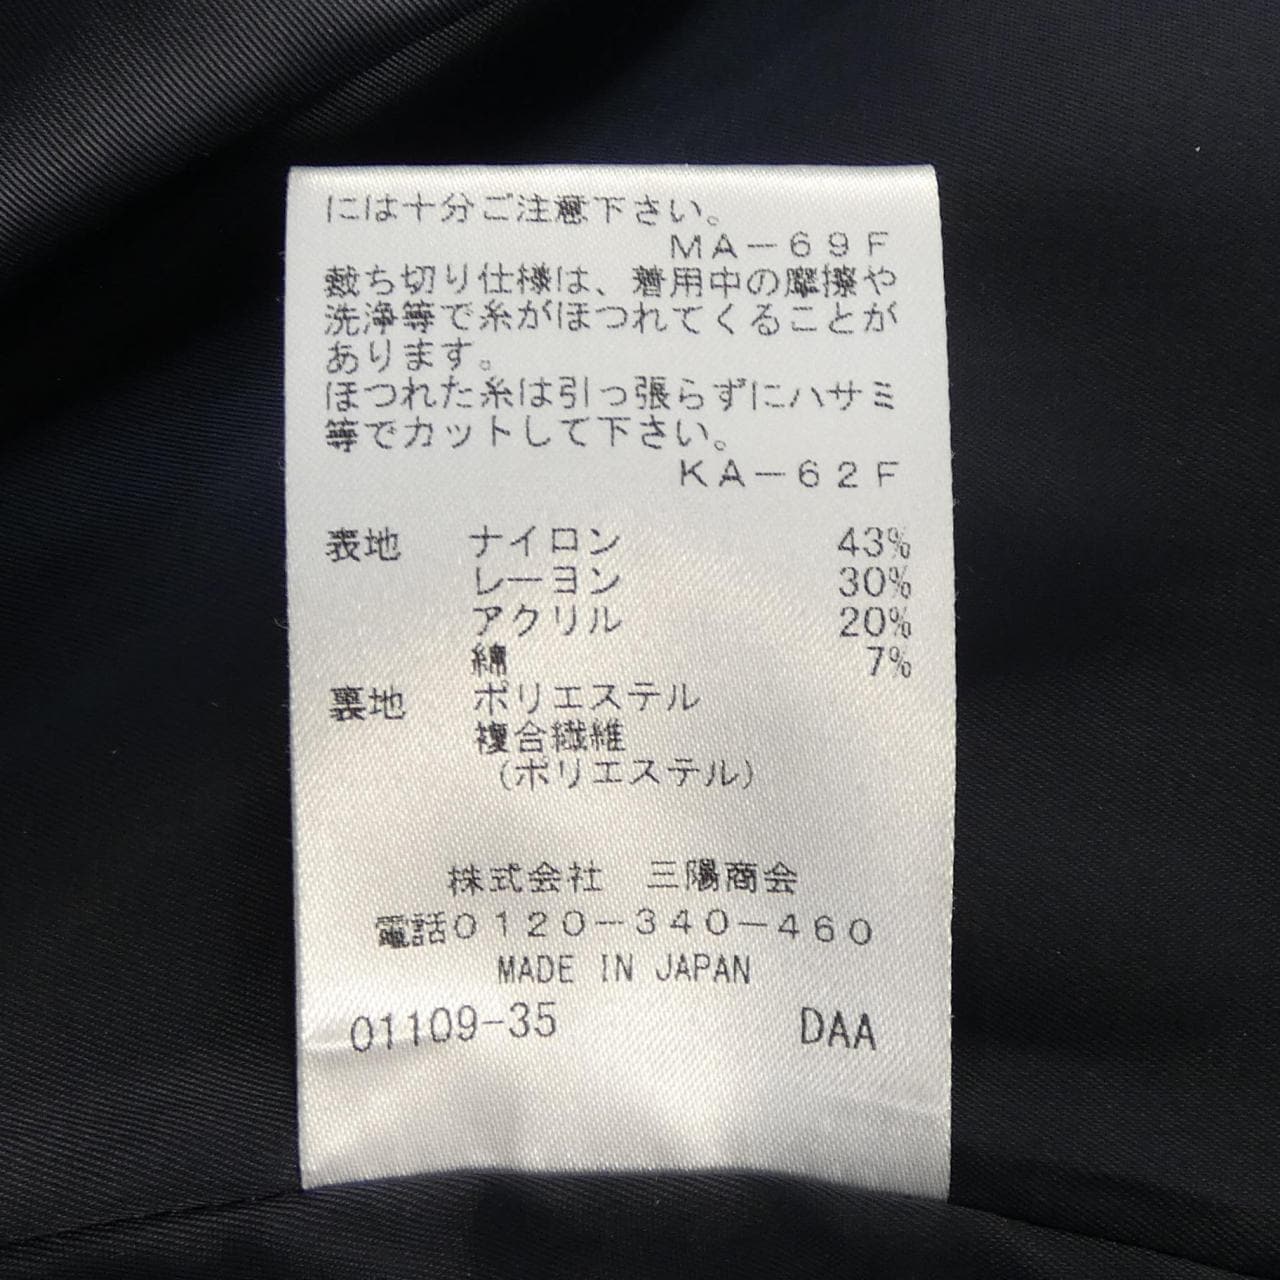 には十分ご注意下さい。
MA-69F
裁ち切り仕様は、着用中の摩擦や
洗浄等で糸がほつれてくることが
あります。
ほつれた糸は引っ張らずにハサミ
等でカットして下さい。
KA-62F
表地 ナイロン 43%
レーヨン 30%
アクリル 20%
綿 7%
裏地 ポリエステル
複合繊維
(ポリエステル)
株式会社 三陽商会
電話0120-340-460
MADE IN JAPAN
01109-35 DAA